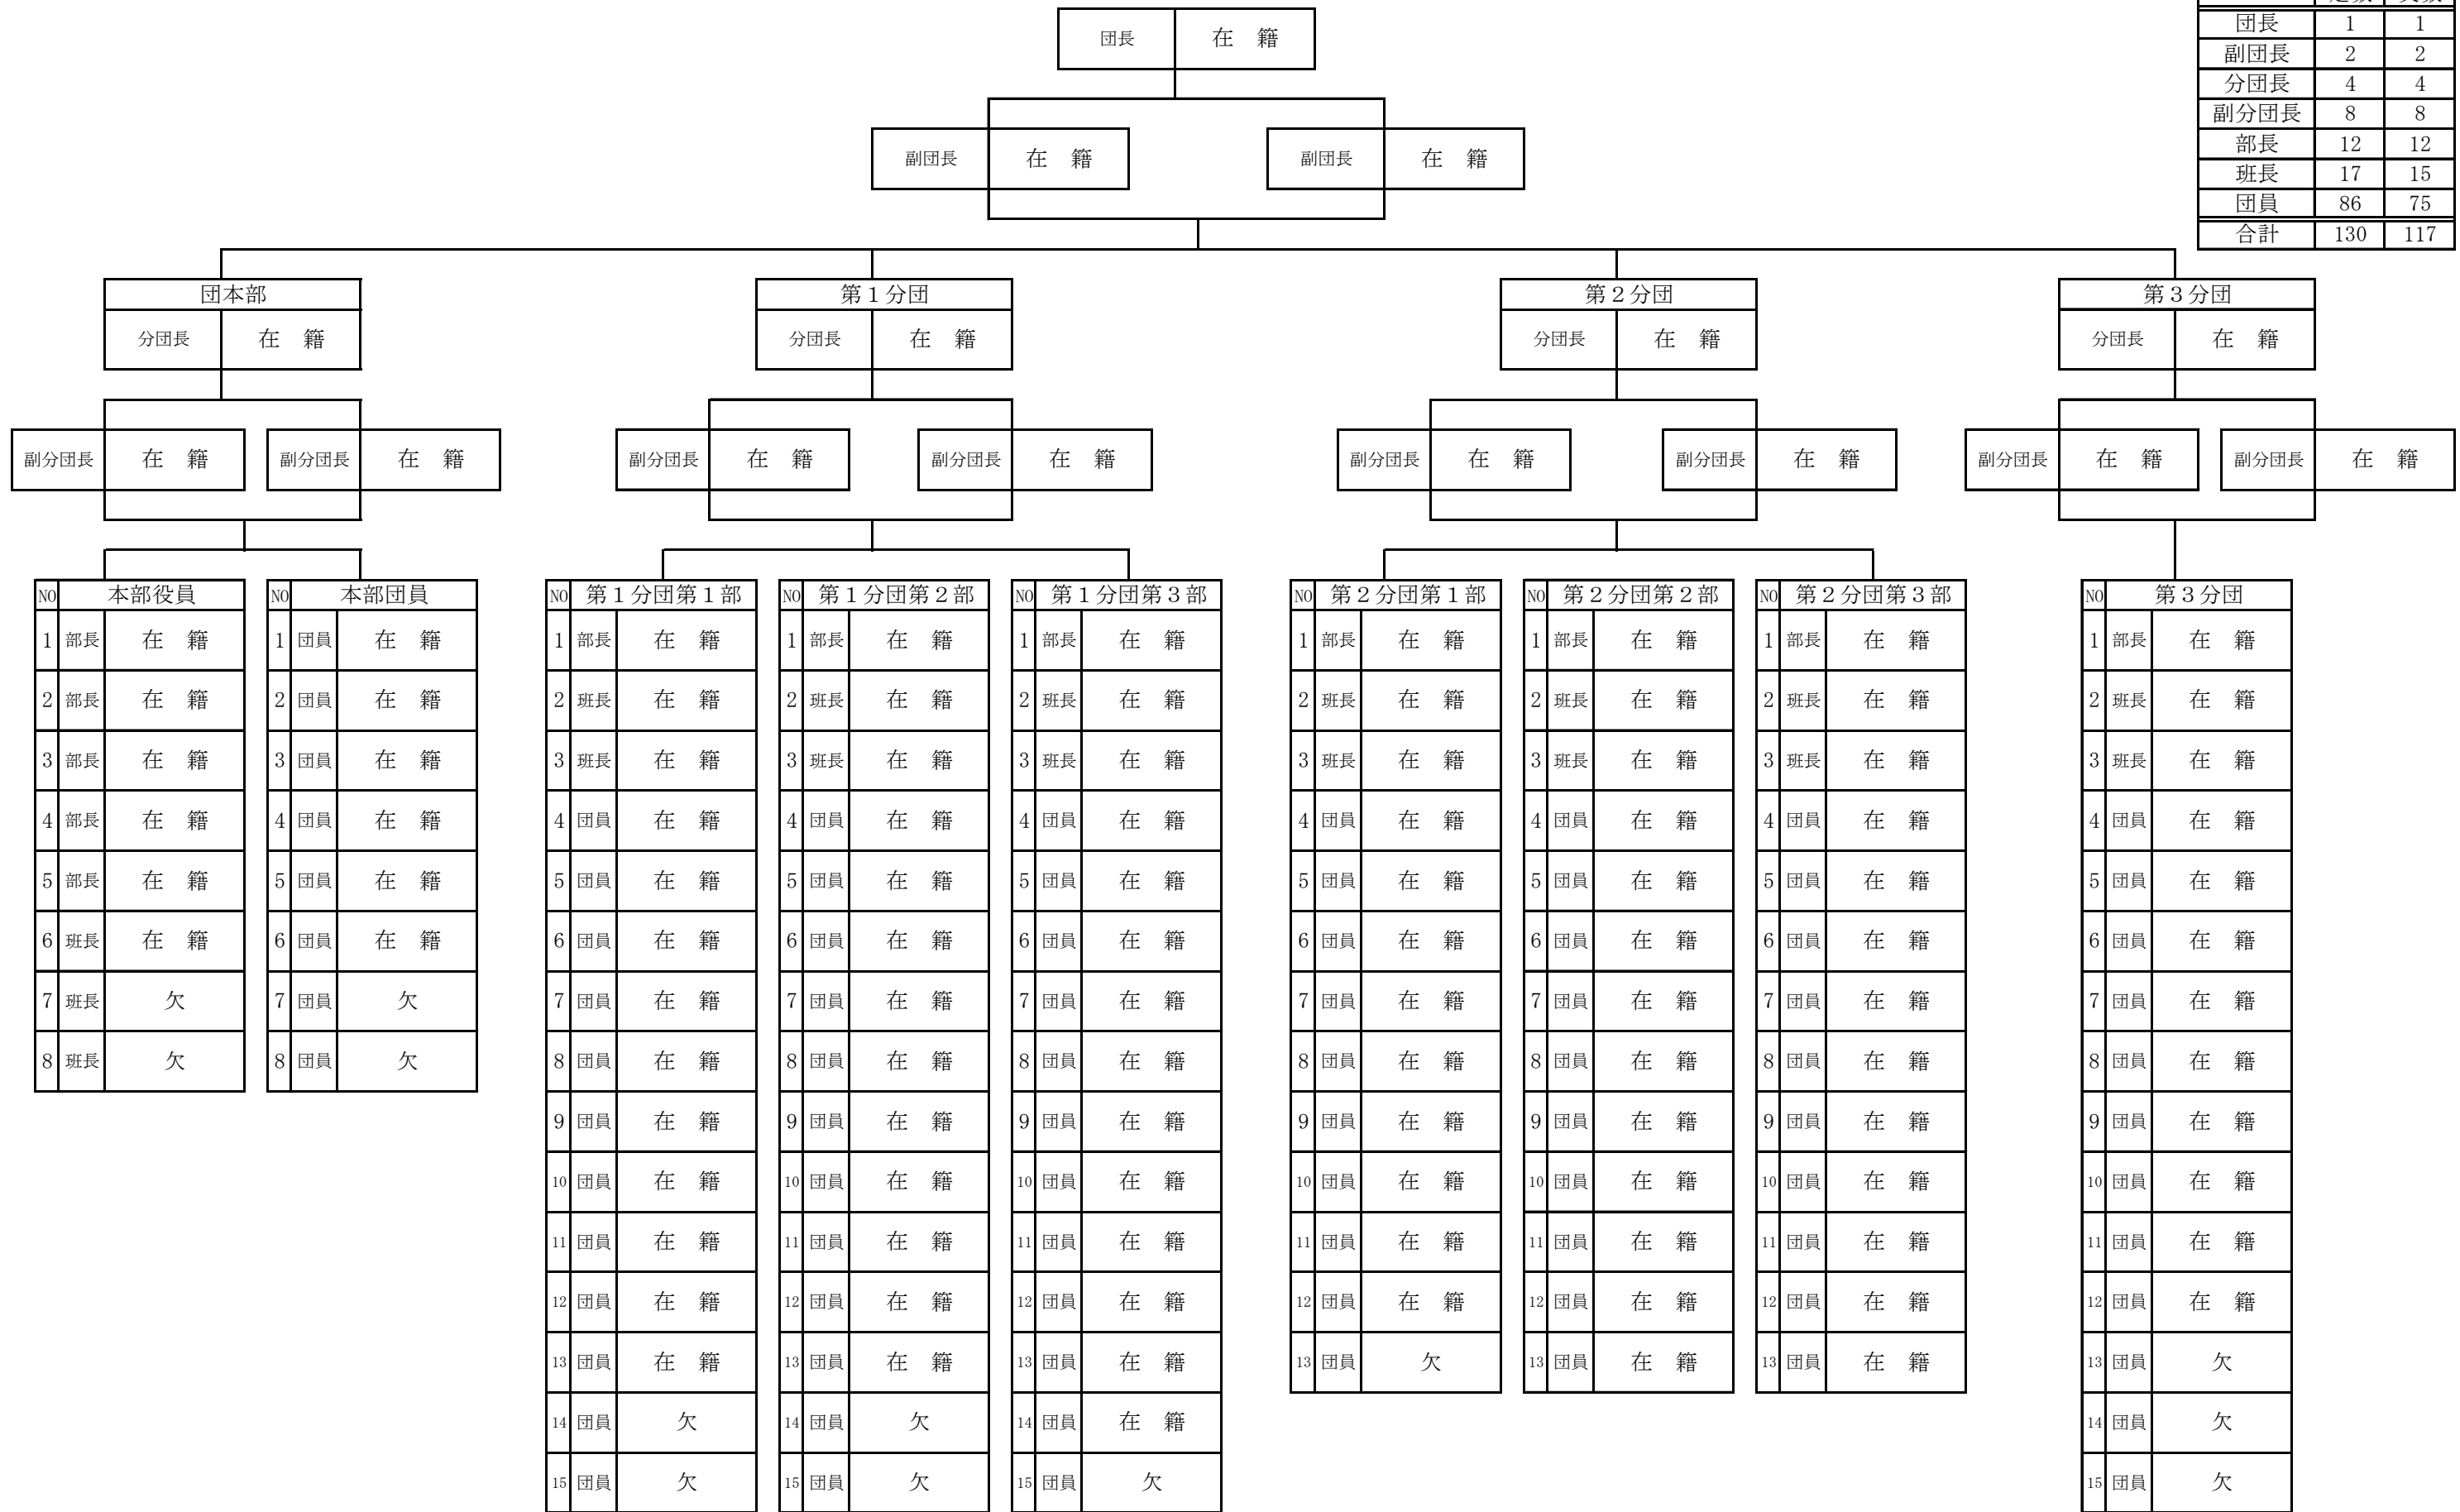 団長 在 籍
副団長 在 籍 副団長 在 籍
団長 1 1
副団長 2 2
分団長 4 4
副分団長 8 8
部長 12 12
班長 17 15
団員 86 75
合計 130 117
団本部 第１分団 第２分団 第３分団
分団長 在 籍 分団長 在 籍 分団長 在 籍 分団長 在 籍
副分団長 在 籍 副分団長 在 籍 副分団長 在 籍 副分団長 在 籍 副分団長 在 籍 副分団長 在 籍 副分団長 在 籍 副分団長 在 籍
NO 本部役員
1 部長 在 籍
2 部長 在 籍
3 部長 在 籍
4 部長 在 籍
5 部長 在 籍
6 班長 在 籍
7 班長 欠
8 班長 欠
NO 本部団員
1 団員 在 籍
2 団員 在 籍
3 団員 在 籍
4 団員 在 籍
5 団員 在 籍
6 団員 在 籍
7 団員 欠
8 団員 欠
NO 第１分団第１部
1 部長 在 籍
2 班長 在 籍
3 班長 在 籍
4 団員 在 籍
5 団員 在 籍
6 団員 在 籍
7 団員 在 籍
8 団員 在 籍
9 団員 在 籍
10 団員 在 籍
11 団員 在 籍
12 団員 在 籍
13 団員 在 籍
14 団員 欠
15 団員 欠
NO 第１分団第２部
1 部長 在 籍
2 班長 在 籍
3 班長 在 籍
4 団員 在 籍
5 団員 在 籍
6 団員 在 籍
7 団員 在 籍
8 団員 在 籍
9 団員 在 籍
10 団員 在 籍
11 団員 在 籍
12 団員 在 籍
13 団員 在 籍
14 団員 欠
15 団員 欠
NO 第１分団第３部
1 部長 在 籍
2 班長 在 籍
3 班長 在 籍
4 団員 在 籍
5 団員 在 籍
6 団員 在 籍
7 団員 在 籍
8 団員 在 籍
9 団員 在 籍
10 団員 在 籍
11 団員 在 籍
12 団員 在 籍
13 団員 在 籍
14 団員 在 籍
15 団員 欠
NO 第２分団第１部
1 部長 在 籍
2 班長 在 籍
3 班長 在 籍
4 団員 在 籍
5 団員 在 籍
6 団員 在 籍
7 団員 在 籍
8 団員 在 籍
9 団員 在 籍
10 団員 在 籍
11 団員 在 籍
12 団員 在 籍
13 団員 欠
NO 第２分団第２部
1 部長 在 籍
2 班長 在 籍
3 班長 在 籍
4 団員 在 籍
5 団員 在 籍
6 団員 在 籍
7 団員 在 籍
8 団員 在 籍
9 団員 在 籍
10 団員 在 籍
11 団員 在 籍
12 団員 在 籍
13 団員 在 籍
NO 第２分団第３部
1 部長 在 籍
2 班長 在 籍
3 班長 在 籍
4 団員 在 籍
5 団員 在 籍
6 団員 在 籍
7 団員 在 籍
8 団員 在 籍
9 団員 在 籍
10 団員 在 籍
11 団員 在 籍
12 団員 在 籍
13 団員 在 籍
NO 第３分団
1 部長 在 籍
2 班長 在 籍
3 班長 在 籍
4 団員 在 籍
5 団員 在 籍
6 団員 在 籍
7 団員 在 籍
8 団員 在 籍
9 団員 在 籍
10 団員 在 籍
11 団員 在 籍
12 団員 在 籍
13 団員 欠
14 団員 欠
15 団員 欠